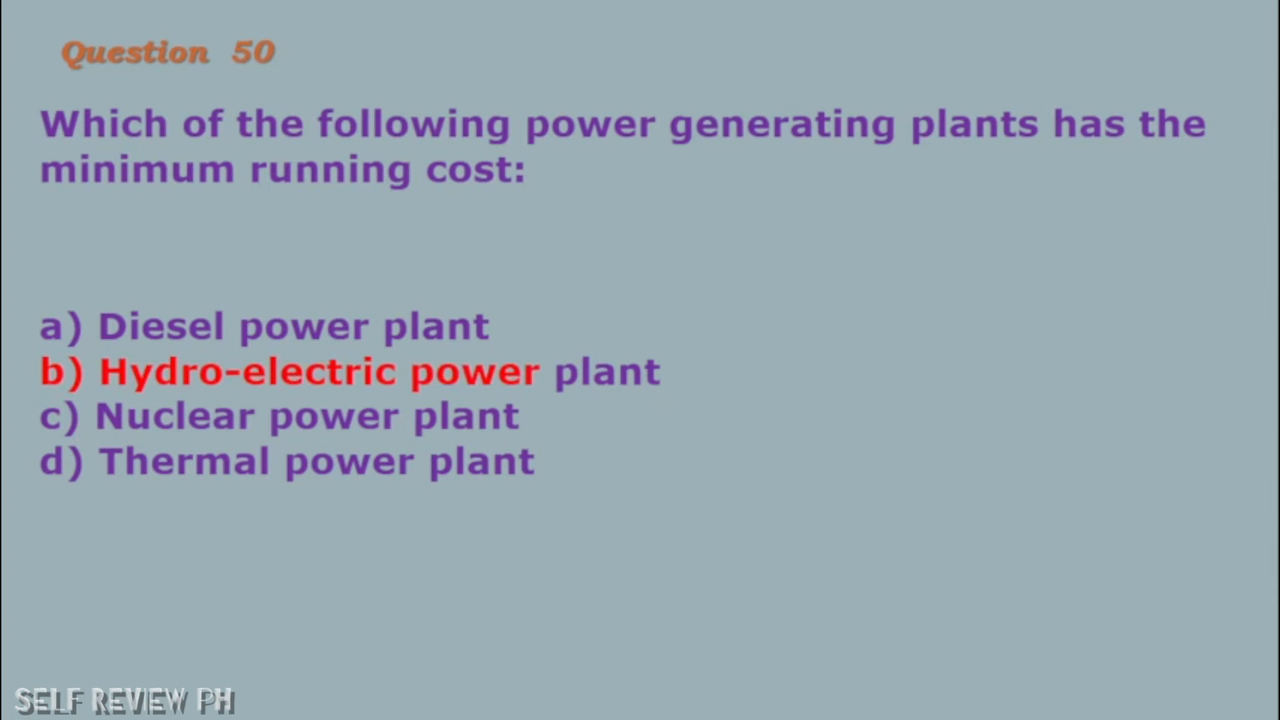 Question 50
Which of the following power generating plants has the
minimum running cost:
a) Diesel power plant
b) Hydro-electric power plant
c) Nuclear power plant
d) Thermal power plant
SELF REVIEW PH